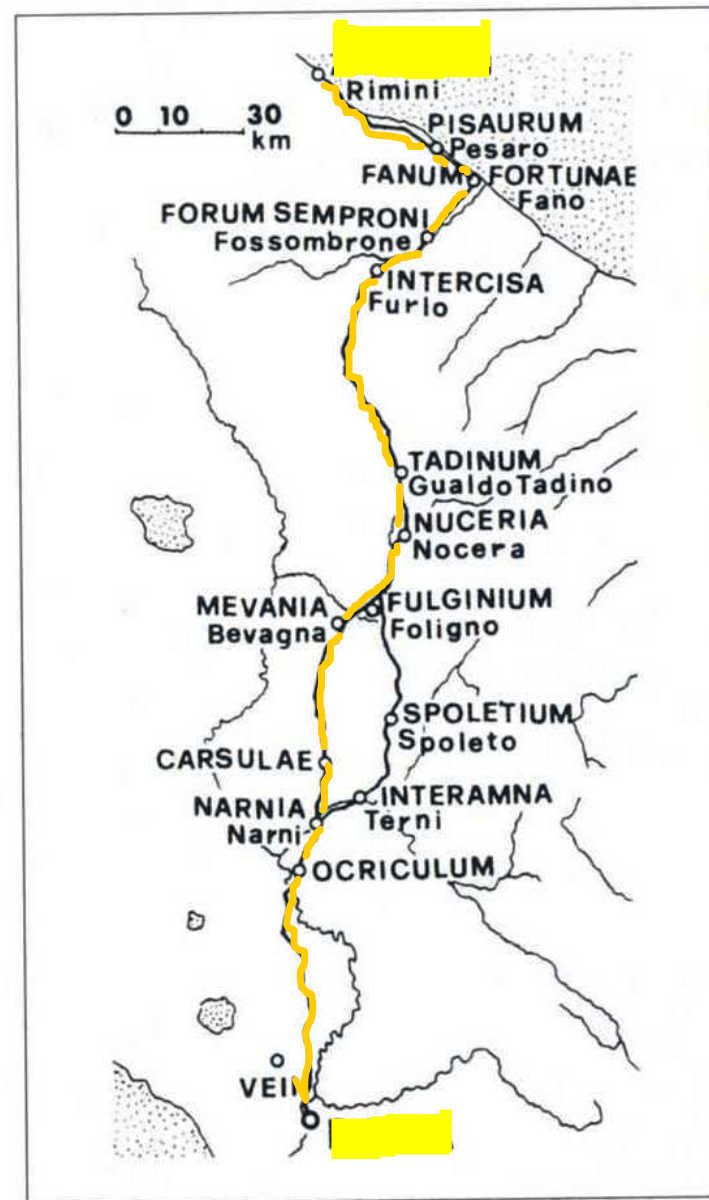 Rimini
0 10 30
km
PISAURUM
Pesaro
FANUM FORTUNAE
Fano
FORUM SEMPRONI
Fossombrone
INTERCISA
Furlo
TADINUM
Gualdo Tadino
NUCERIA
Nocera
MEVANIA
Bevagna
FULGINIUM
Foligno
SPOLETIUM
Spoleto
CARSULAE
INTERAMNA
Terni
NARNIA
Narni
OCRICULUM
VEII